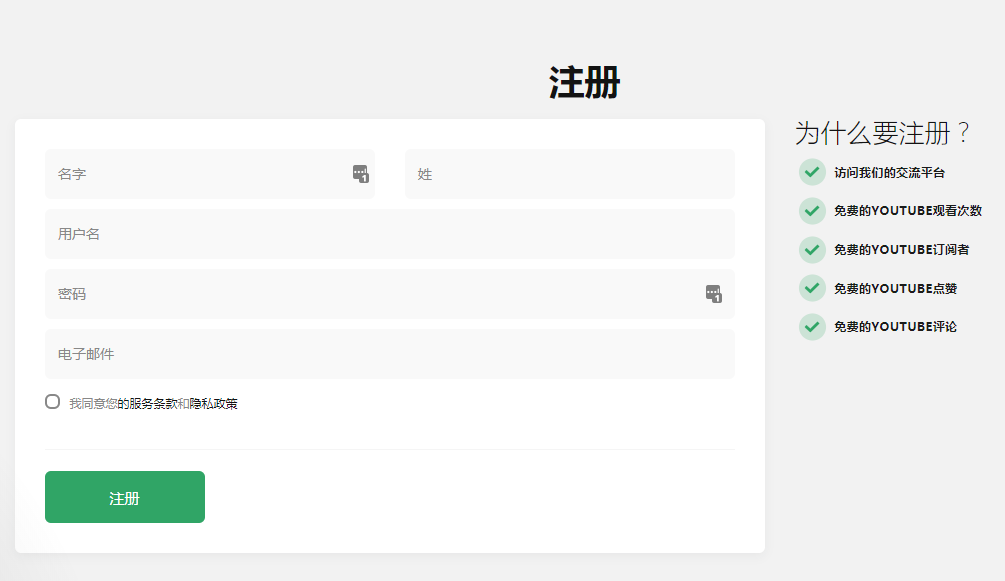 注册
名字
姓
用户名
密码
电子邮件
我同意您的服务条款和隐私政策
注册
为什么要注册？
访问我们的交流平台
免费的YOUTUBE观看次数
免费的YOUTUBE订阅者
免费的YOUTUBE点赞
免费的YOUTUBE评论